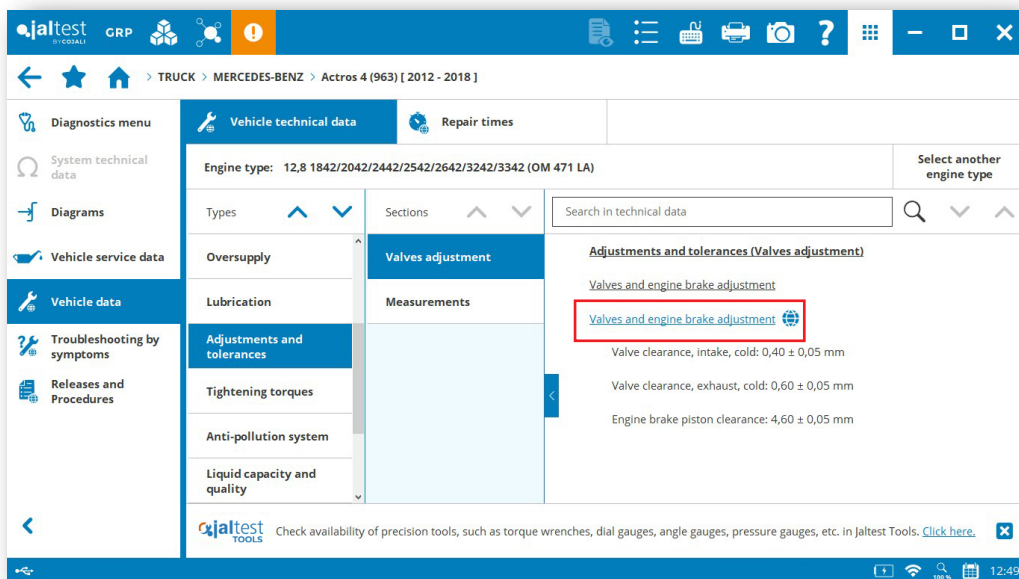 jaltest
BY COJALI
GRP
> TRUCK > MERCEDES-BENZ > Actros 4 (963) [ 2012 - 2018 ]
Diagnostics menu
System technical
data
Diagrams
Vehicle service data
Vehicle data
Troubleshooting by
symptoms
Releases and
Procedures
Vehicle technical data
Repair times
Engine type: 12,8 1842/2042/2442/2542/2642/3242/3342 (OM 471 LA)
Select another
engine type
Types
Oversupply
Lubrication
Adjustments and
tolerances
Tightening torques
Anti-pollution system
Liquid capacity and
quality
Sections
Valves adjustment
Measurements
Search in technical data
Adjustments and tolerances (Valves adjustment)
Valves and engine brake adjustment
Valves and engine brake adjustment
Valve clearance, intake, cold: 0,40 ± 0,05 mm
Valve clearance, exhaust, cold: 0,60 ± 0,05 mm
Engine brake piston clearance: 4,60 ± 0,05 mm
jaltest
TOOLS
Check availability of precision tools, such as torque wrenches, dial gauges, angle gauges, pressure gauges, etc. in Jaltest Tools. Click here.
100 %
12:49